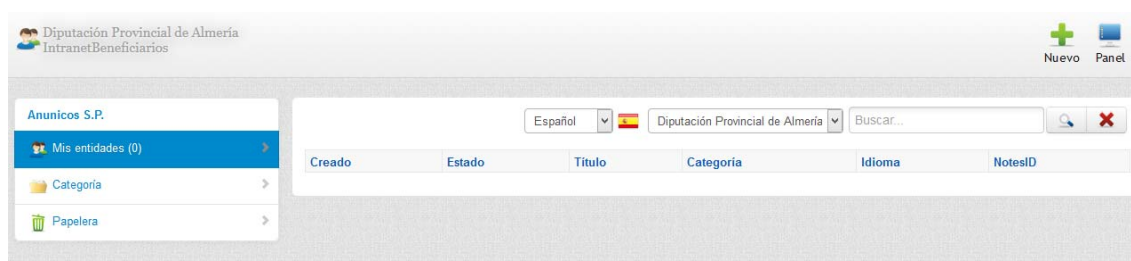 Diputación Provincial de Almería
IntranetBeneficiarios
Nuevo Panel
Anunicos S.P.
Español Diputación Provincial de Almería Buscar...
Mis entidades (0)
Creado Estado Título Categoría Idioma NotesID
Categoría
Papelera